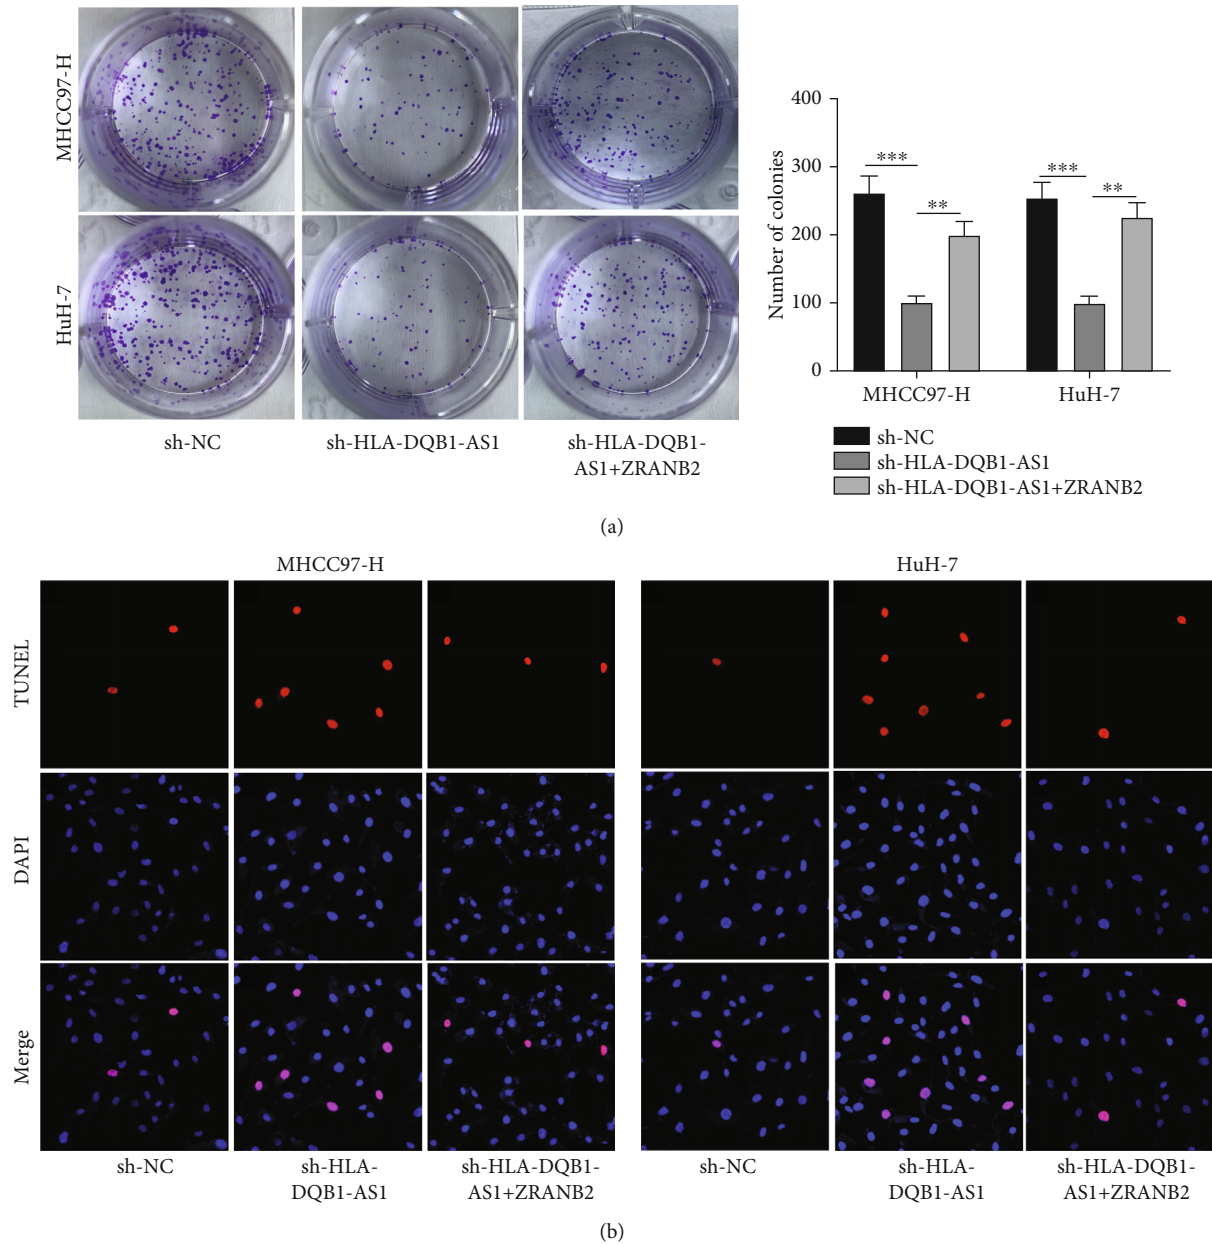 MHCC97-H
HuH-7
sh-NC
sh-HLA-DQB1-AS1
sh-HLA-DQB1-
AS1+ZRANB2
Number of colonies
400
300
200
100
0
***
**
***
**
MHCC97-H
HuH-7
sh-NC
sh-HLA-DQB1-AS1
sh-HLA-DQB1-AS1+ZRANB2
(a)
MHCC97-H
HuH-7
TUNEL
DAPI
Merge
sh-NC
sh-HLA-
DQB1-AS1
sh-HLA-DQB1-
AS1+ZRANB2
sh-NC
sh-HLA-
DQB1-AS1
sh-HLA-DQB1-
AS1+ZRANB2
(b)